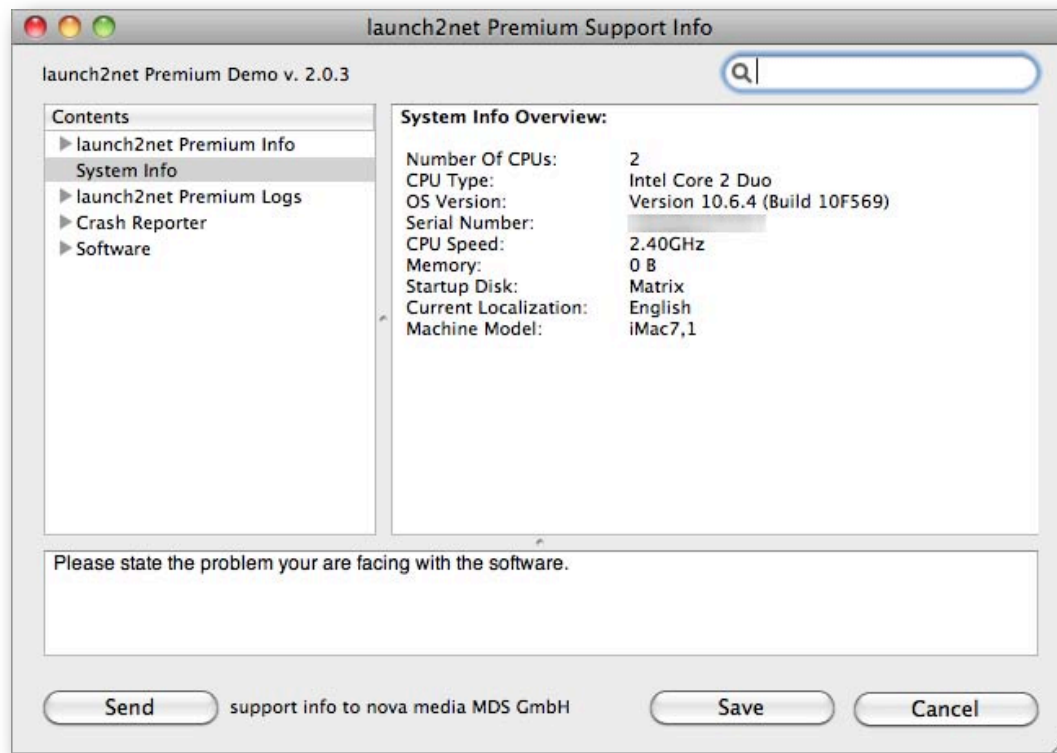 launch2net Premium Support Info
launch2net Premium Demo v. 2.0.3
Contents
launch2net Premium Info
System Info
launch2net Premium Logs
Crash Reporter
Software
System Info Overview:
Number Of CPUs: 2
CPU Type: Intel Core 2 Duo
OS Version: Version 10.6.4 (Build 10F569)
Serial Number:
CPU Speed: 2.40GHz
Memory: 0 B
Startup Disk: Matrix
Current Localization: English
Machine Model: iMac7,1
Please state the problem your are facing with the software.
Send support info to nova media MDS GmbH Save Cancel